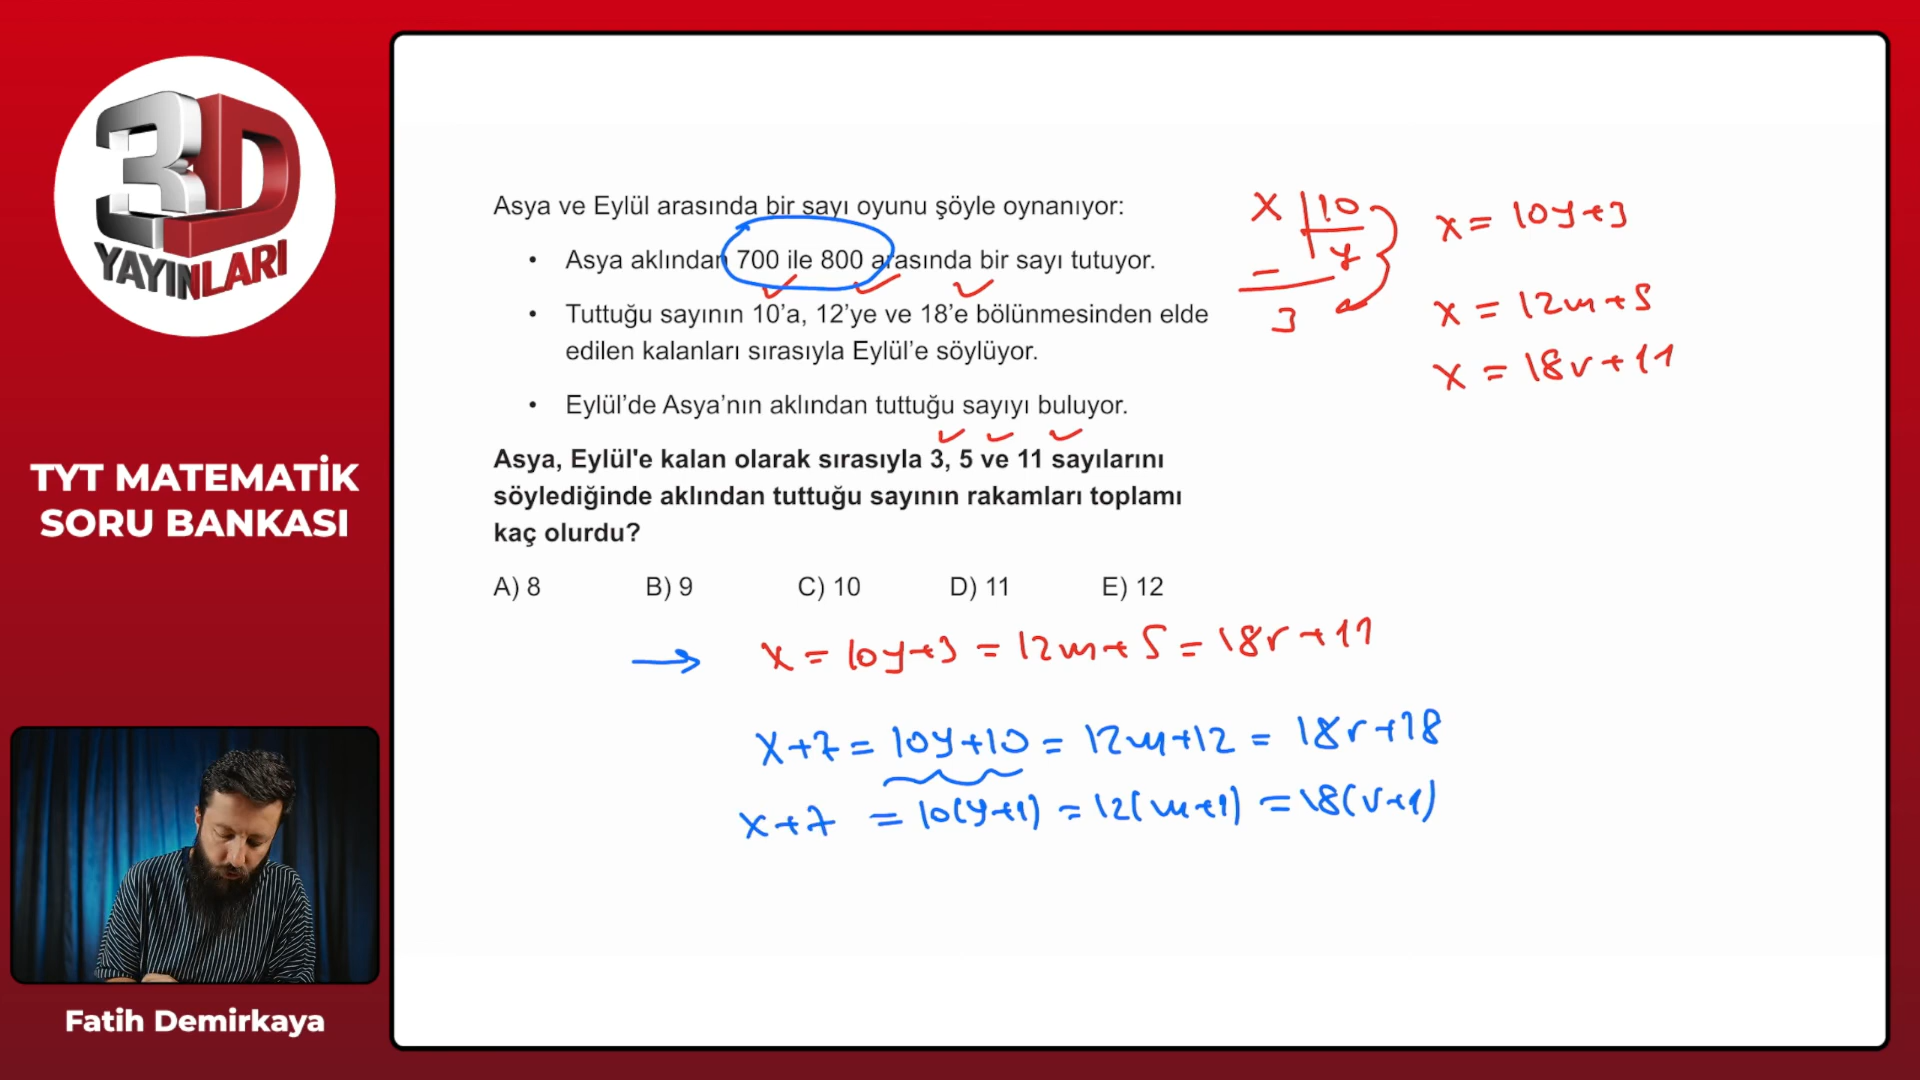 3D
YAYINLARI
TYT MATEMATİK
SORU BANKASI
Fatih Demirkaya
Asya ve Eylül arasında bir sayı oyunu şöyle oynanıyor:
• Asya aklından 700 ile 800 arasında bir sayı tutuyor.
• Tuttuğu sayının 10’a, 12’ye ve 18’e bölünmesinden elde
edilen kalanları sırasıyla Eylül’e söylüyor.
• Eylül’de Asya’nın aklından tuttuğu sayıyı buluyor.
Asya, Eylül'e kalan olarak sırasıyla 3, 5 ve 11 sayılarını
söylediğinde aklından tuttuğu sayının rakamları toplamı
kaç olurdu?
A) 8 B) 9 C) 10 D) 11 E) 12
x 10
y
3
x = 10y+3
x = 12m+5
x = 18r+11
x = 10y+3 = 12m+5 = 18r+11
x+7 = 10y+10 = 12m+12 = 18r+18
x+7 = 10(y+1) = 12(m+1) = 18(r+1)